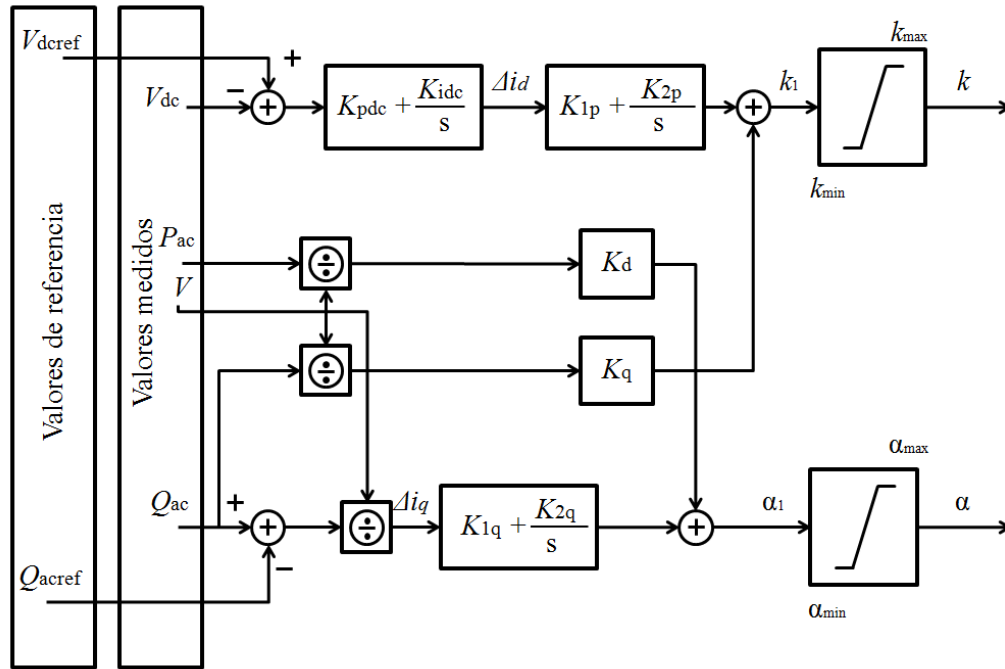 Valores de referencia
Valores medidos
Vdcref
+
−
Vdc
+
Kpdc + Kidc/s
Δid
K1p + K2p/s
+
k1
kmax
kmin
k
Pac
÷
Kd
V
÷
Kq
Qac
+
+
−
÷
Δiq
K1q + K2q/s
+
α1
αmax
αmin
α
Qacref